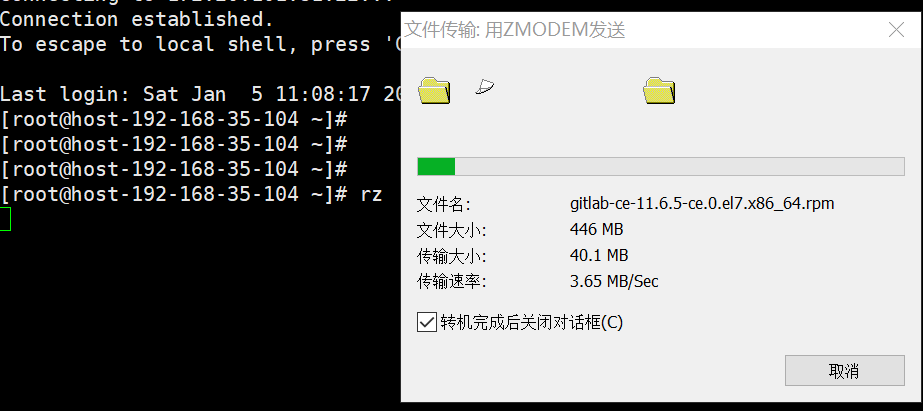 Connection established.
To escape to local shell, press '
Last login: Sat Jan  5 11:08:17 20
[root@host-192-168-35-104 ~]#
[root@host-192-168-35-104 ~]#
[root@host-192-168-35-104 ~]#
[root@host-192-168-35-104 ~]# rz
文件传输: 用ZMODEM发送
文件名: gitlab-ce-11.6.5-ce.0.el7.x86_64.rpm
文件大小: 446 MB
传输大小: 40.1 MB
传输速率: 3.65 MB/Sec
转机完成后关闭对话框(C)
取消